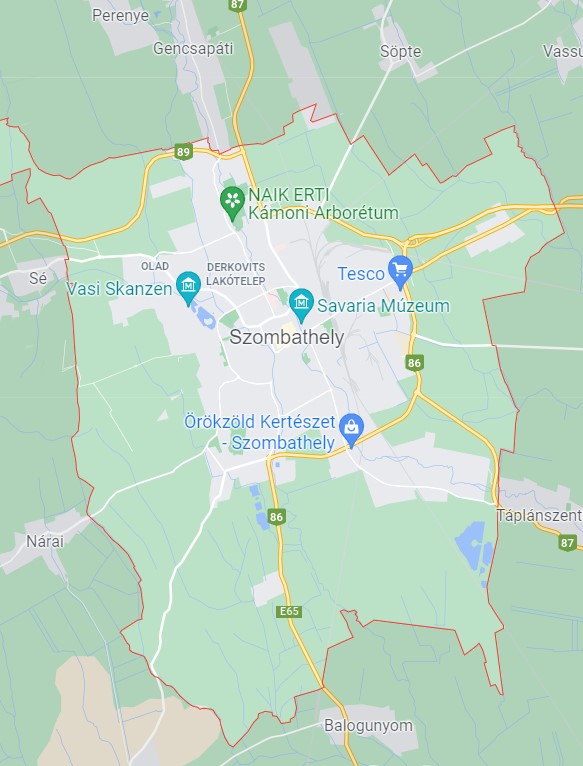 87
Perenye
Gencsapáti
Söpte
Vassu
89
NAIK ERTI
Kámoni Arborétum
OLAD
DERKOVITS
LAKÓTELEP
Sé
Vasi Skanzen
Tesco
Savaria Múzeum
Szombathely
86
Örökzöld Kertészet
- Szombathely
86
Táplánszent
Nárai
87
E65
Balogunyom